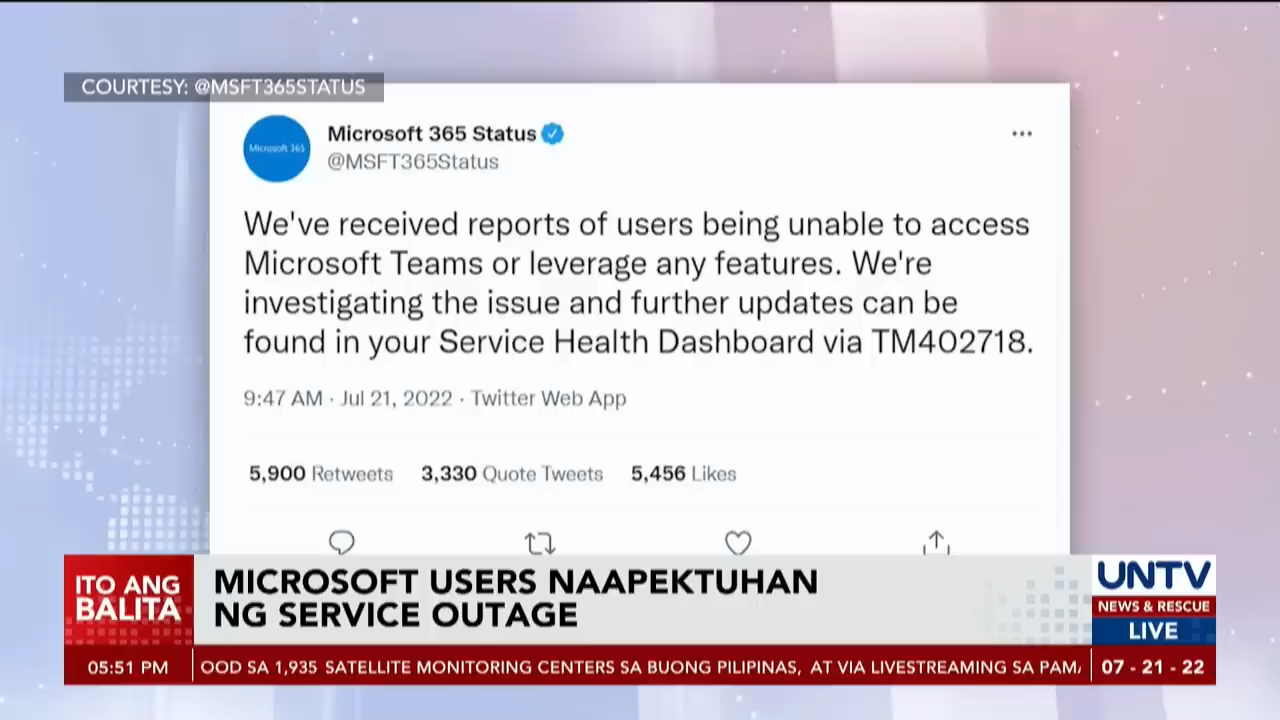 COURTESY: @MSFT365STATUS
Microsoft 365
Microsoft 365 Status
@MSFT365Status
We've received reports of users being unable to access
Microsoft Teams or leverage any features. We're
investigating the issue and further updates can be
found in your Service Health Dashboard via TM402718.
9:47 AM · Jul 21, 2022 · Twitter Web App
5,900 Retweets 3,330 Quote Tweets 5,456 Likes
ITO ANG
BALITA
MICROSOFT USERS NAAPEKTUHAN
NG SERVICE OUTAGE
UNTV
NEWS & RESCUE
LIVE
05:51 PM
OOD SA 1,935 SATELLITE MONITORING CENTERS SA BUONG PILIPINAS, AT VIA LIVESTREAMING SA PAMA
07 - 21 - 22